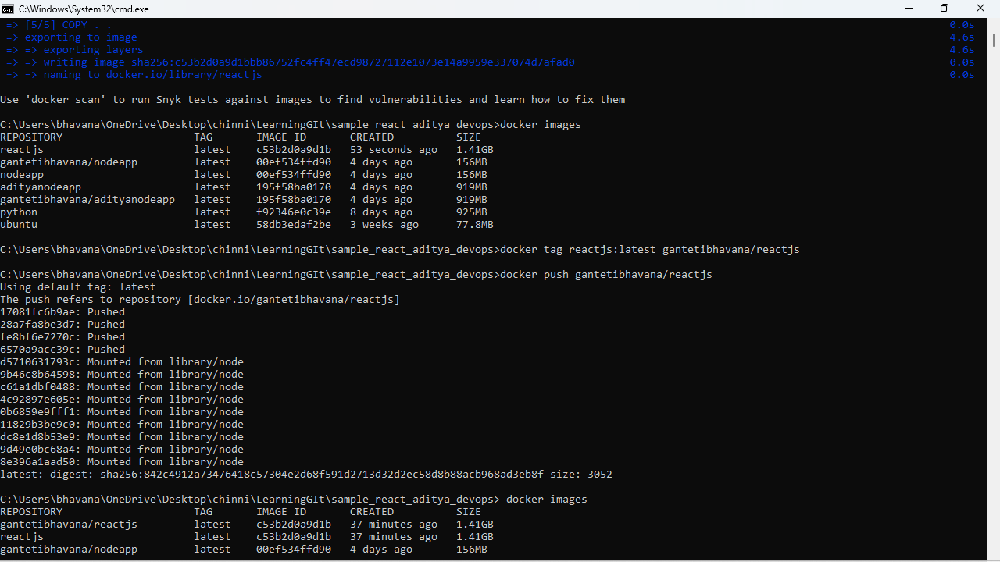 C:\Windows\System32\cmd.exe
=> [5/5] COPY . . 0.0s
=> exporting to image 4.6s
=> => exporting layers 4.6s
=> => writing image sha256:c53b2d0a9d1bbb86752fc4ff47ecd98727112e1073e14a9959e337074d7afad0 0.0s
=> => naming to docker.io/library/reactjs 0.0s
Use 'docker scan' to run Snyk tests against images to find vulnerabilities and learn how to fix them
C:\Users\bhavana\OneDrive\Desktop\chinni\LearningGIt\sample_react_aditya_devops>docker images
REPOSITORY TAG IMAGE ID CREATED SIZE
reactjs latest c53b2d0a9d1b 53 seconds ago 1.41GB
gantetibhavana/nodeapp latest 00ef534ffd90 4 days ago 156MB
nodeapp latest 00ef534ffd90 4 days ago 156MB
adityanodeapp latest 195f58ba0170 4 days ago 919MB
gantetibhavana/adityanodeapp latest 195f58ba0170 4 days ago 919MB
python latest f92346e0c39e 8 days ago 925MB
ubuntu latest 58db3edaf2be 3 weeks ago 77.8MB
C:\Users\bhavana\OneDrive\Desktop\chinni\LearningGIt\sample_react_aditya_devops>docker tag reactjs:latest gantetibhavana/reactjs
C:\Users\bhavana\OneDrive\Desktop\chinni\LearningGIt\sample_react_aditya_devops>docker push gantetibhavana/reactjs
Using default tag: latest
The push refers to repository [docker.io/gantetibhavana/reactjs]
17081fc6b9ae: Pushed
28a7fa8be3d7: Pushed
fe8bf6e7270c: Pushed
6570a9acc39c: Pushed
d5710631793c: Mounted from library/node
9b46c8b64598: Mounted from library/node
c61a1dbf0488: Mounted from library/node
4c92897e605e: Mounted from library/node
0b6859e9fff1: Mounted from library/node
11829b3be9c0: Mounted from library/node
dc8e1d8b53e9: Mounted from library/node
9d49e0bc68a4: Mounted from library/node
8e396a1aad50: Mounted from library/node
latest: digest: sha256:842c4912a73476418c57304e2d68f591d2713d32d2ec58d8b88acb968ad3eb8f size: 3052
C:\Users\bhavana\OneDrive\Desktop\chinni\LearningGIt\sample_react_aditya_devops> docker images
REPOSITORY TAG IMAGE ID CREATED SIZE
gantetibhavana/reactjs latest c53b2d0a9d1b 37 minutes ago 1.41GB
reactjs latest c53b2d0a9d1b 37 minutes ago 1.41GB
gantetibhavana/nodeapp latest 00ef534ffd90 4 days ago 156MB